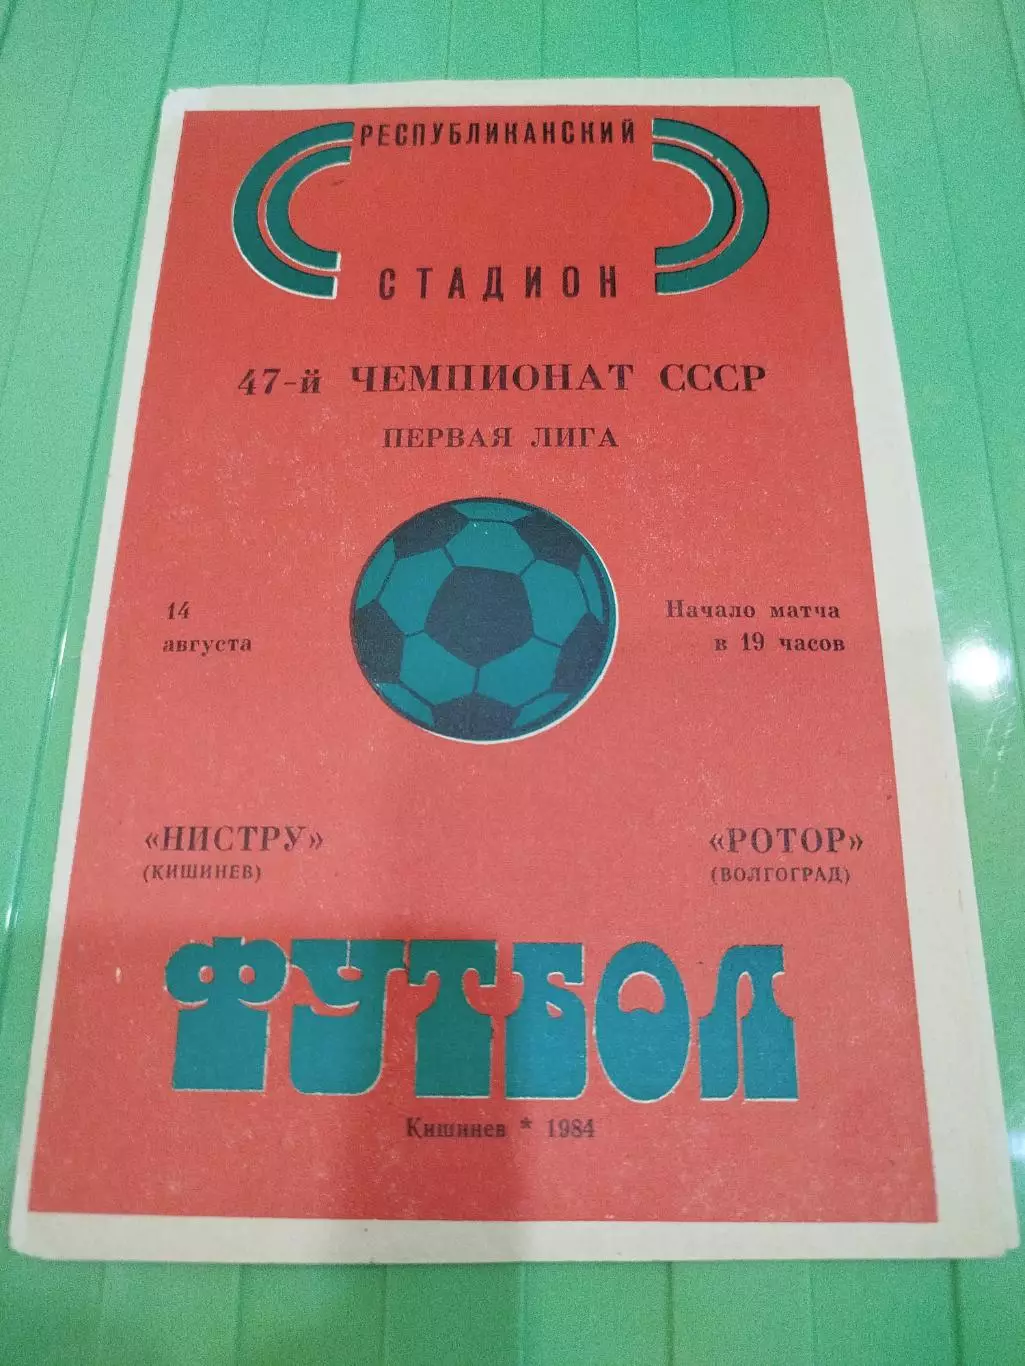 РЕСПУБЛИКАНСКИЙ
СТАДИОН
47-й ЧЕМПИОНАТ СССР
ПЕРВАЯ ЛИГА
14
августа
Начало матча
в 19 часов
«НИСТРУ»
(КИШИНЕВ)
«РОТОР»
(ВОЛГОГРАД)
ФУТБОЛ
Кишинев * 1984